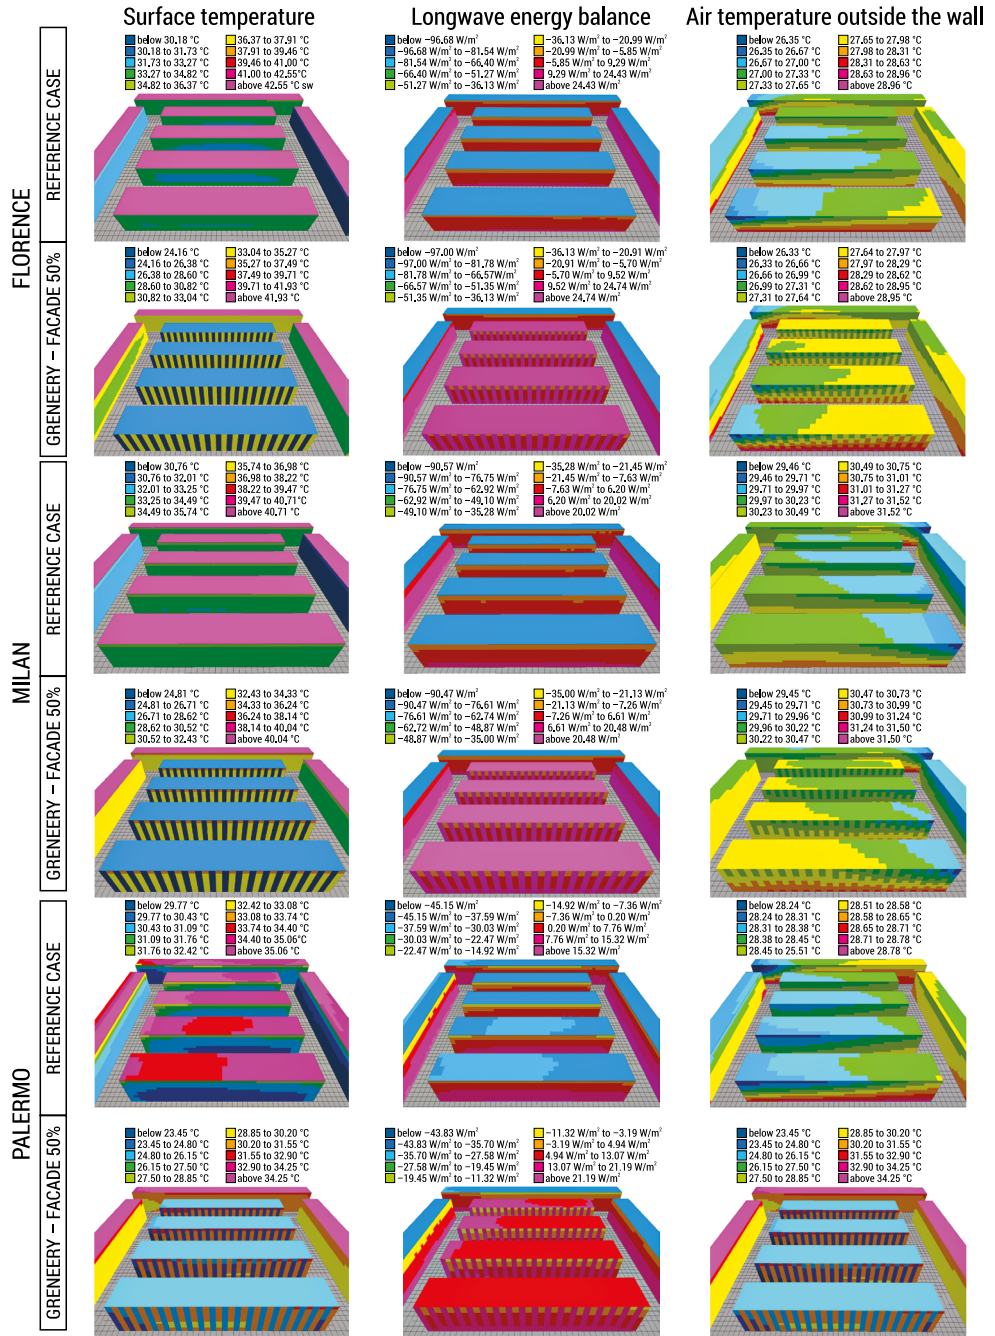 Surface temperature
Longwave energy balance
Air temperature outside the wall
FLORENCE
REFERENCE CASE
below 30.18 °C
30.18 to 31.73 °C
31.73 to 33.27 °C
33.27 to 34.82 °C
34.82 to 36.37 °C
36.37 to 37.91 °C
37.91 to 39.46 °C
39.46 to 41.00 °C
41.00 to 42.55°C
above 42.55 °C sw
below −96.68 W/m²
−96.68 W/m² to −81.54 W/m²
−81.54 W/m² to −66.40 W/m²
−66.40 W/m² to −51.27 W/m²
−51.27 W/m² to −36.13 W/m²
−36.13 W/m² to −20.99 W/m²
−20.99 W/m² to −5.85 W/m²
−5.85 W/m² to 9.29 W/m²
9.29 W/m² to 24.43 W/m²
above 24.43 W/m²
below 26.35 °C
26.35 to 26.67 °C
26.67 to 27.00 °C
27.00 to 27.33 °C
27.33 to 27.65 °C
27.65 to 27.98 °C
27.98 to 28.31 °C
28.31 to 28.63 °C
28.63 to 28.96 °C
above 28.96 °C
GRENEERY – FACADE 50%
below 24.16 °C
24.16 to 26.38 °C
26.38 to 28.60 °C
28.60 to 30.82 °C
30.82 to 33.04 °C
33.04 to 35.27 °C
35.27 to 37.49 °C
37.49 to 39.71 °C
39.71 to 41.93 °C
above 41.93 °C
below −97.00 W/m²
−97.00 W/m² to −81.78 W/m²
−81.78 W/m² to −66.57W/m²
−66.57 W/m² to −51.35 W/m²
−51.35 W/m² to −36.13 W/m²
−36.13 W/m² to −20.91 W/m²
−20.91 W/m² to −5.70 W/m²
−5.70 W/m² to 9.52 W/m²
9.52 W/m² to 24.74 W/m²
above 24.74 W/m²
below 26.33 °C
26.33 to 26.66 °C
26.66 to 26.99 °C
26.99 to 27.31 °C
27.31 to 27.64 °C
27.64 to 27.97 °C
27.97 to 28.29 °C
28.29 to 28.62 °C
28.62 to 28.95 °C
above 28.95 °C
MILAN
REFERENCE CASE
below 30.76 °C
30.76 to 32.01 °C
32.01 to 33.25 °C
33.25 to 34.49 °C
34.49 to 35.74 °C
35.74 to 36.98 °C
36.98 to 38.22 °C
38.22 to 39.47 °C
39.47 to 40.71°C
above 40.71 °C
below −90.57 W/m²
−90.57 W/m² to −76.75 W/m²
−76.75 W/m² to −62.92 W/m²
−62.92 W/m² to −49.10 W/m²
−49.10 W/m² to −35.28 W/m²
−35.28 W/m² to −21.45 W/m²
−21.45 W/m² to −7.63 W/m²
−7.63 W/m² to 6.20 W/m²
6.20 W/m² to 20.02 W/m²
above 20.02 W/m²
below 29.46 °C
29.46 to 29.71 °C
29.71 to 29.97 °C
29.97 to 30.23 °C
30.23 to 30.49 °C
30.49 to 30.75 °C
30.75 to 31.01 °C
31.01 to 31.27 °C
31.27 to 31.52 °C
above 31.52 °C
GRENEERY – FACADE 50%
below 24.81 °C
24.81 to 26.71 °C
26.71 to 28.62 °C
28.62 to 30.52 °C
30.52 to 32.43 °C
32.43 to 34.33 °C
34.33 to 36.24 °C
36.24 to 38.14 °C
38.14 to 40.04 °C
above 40.04 °C
below −90.47 W/m²
−90.47 W/m² to −76.61 W/m²
−76.61 W/m² to −62.74 W/m²
−62.72 W/m² to −48.87 W/m²
−48.87 W/m² to −35.00 W/m²
−35.00 W/m² to −21.13 W/m²
−21.13 W/m² to −7.26 W/m²
−7.26 W/m² to 6.61 W/m²
6.61 W/m² to 20.48 W/m²
above 20.48 W/m²
below 29.45 °C
29.45 to 29.71 °C
29.71 to 29.96 °C
29.96 to 30.22 °C
30.22 to 30.47 °C
30.47 to 30.73 °C
30.73 to 30.99 °C
30.99 to 31.24 °C
31.24 to 31.50 °C
above 31.50 °C
PALERMO
REFERENCE CASE
below 29.77 °C
29.77 to 30.43 °C
30.43 to 31.09 °C
31.09 to 31.76 °C
31.76 to 32.42 °C
32.42 to 33.08 °C
33.08 to 33.74 °C
33.74 to 34.40 °C
34.40 to 35.06°C
above 35.06 °C
below −45.15 W/m²
−45.15 W/m² to −37.59 W/m²
−37.59 W/m² to −30.03 W/m²
−30.03 W/m² to −22.47 W/m²
−22.47 W/m² to −14.92 W/m²
−14.92 W/m² to −7.36 W/m²
−7.36 W/m² to 0.20 W/m²
0.20 W/m² to 7.76 W/m²
7.76 W/m² to 15.32 W/m²
above 15.32 W/m²
below 28.24 °C
28.24 to 28.31 °C
28.31 to 28.38 °C
28.38 to 28.45 °C
28.45 to 25.51 °C
28.51 to 28.58 °C
28.58 to 28.65 °C
28.65 to 28.71 °C
28.71 to 28.78 °C
above 28.78 °C
GRENEERY – FACADE 50%
below 23.45 °C
23.45 to 24.80 °C
24.80 to 26.15 °C
26.15 to 27.50 °C
27.50 to 28.85 °C
28.85 to 30.20 °C
30.20 to 31.55 °C
31.55 to 32.90 °C
32.90 to 34.25 °C
above 34.25 °C
below −43.83 W/m²
−43.83 W/m² to −35.70 W/m²
−35.70 W/m² to −27.58 W/m²
−27.58 W/m² to −19.45 W/m²
−19.45 W/m² to −11.32 W/m²
−11.32 W/m² to −3.19 W/m²
−3.19 W/m² to 4.94 W/m²
4.94 W/m² to 13.07 W/m²
13.07 W/m² to 21.19 W/m²
above 21.19 W/m²
below 23.45 °C
23.45 to 24.80 °C
24.80 to 26.15 °C
26.15 to 27.50 °C
27.50 to 28.85 °C
28.85 to 30.20 °C
30.20 to 31.55 °C
31.55 to 32.90 °C
32.90 to 34.25 °C
above 34.25 °C